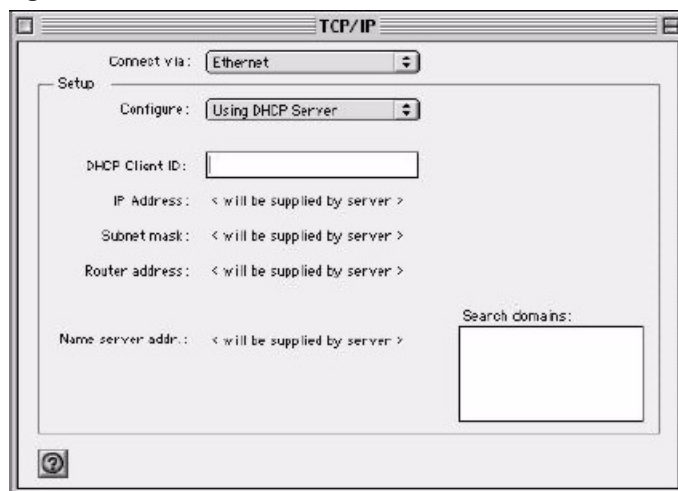 TCP/IP
Connect via: Ethernet
Setup
Configure: Using DHCP Server
DHCP Client ID:
IP Address: < will be supplied by server >
Subnet mask: < will be supplied by server >
Router address: < will be supplied by server >
Search domains:
Name server addr.: < will be supplied by server >
?